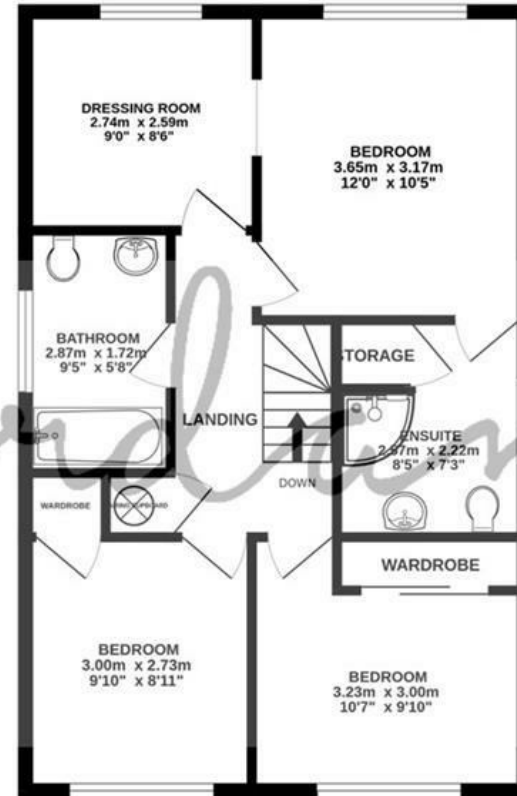 DRESSING ROOM
2.74m x 2.59m
9'0" x 8'6"
BEDROOM
3.65m x 3.17m
12'0" x 10'5"
BATHROOM
2.87m x 1.72m
9'5" x 5'8"
STORAGE
LANDING
DOWN
ENSUITE
x 2.22m
8'5" x 7'3"
WARDROBE
WARDROBE
BEDROOM
3.00m x 2.73m
9'10" x 8'11"
BEDROOM
3.23m x 3.00m
10'7" x 9'10"